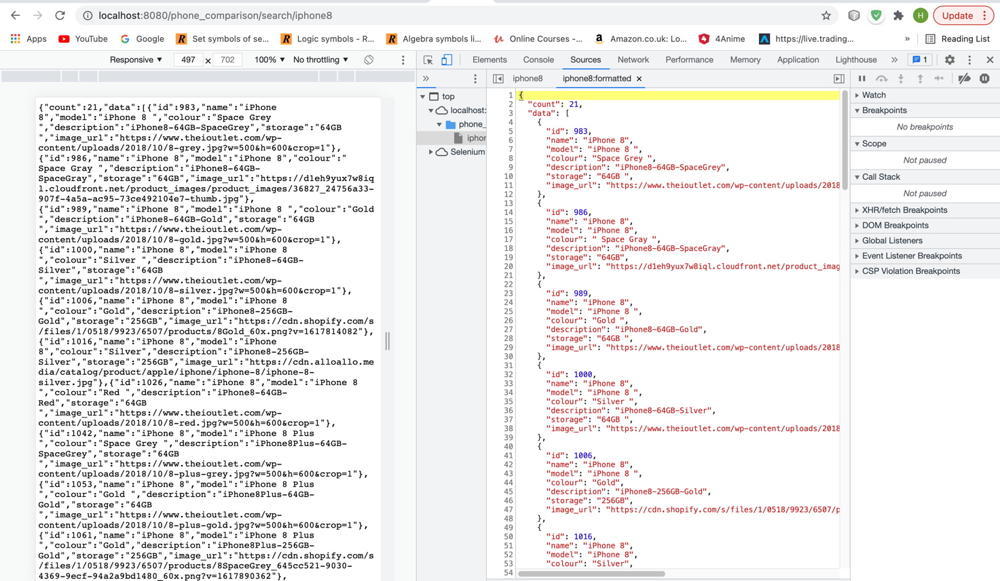 localhost:8080/phone_comparison/search/iphone8
H
Update
Apps
YouTube
Google
Set symbols of se...
Logic symbols - R...
Algebra symbols li...
Online Courses -...
Amazon.co.uk: Lo...
4Anime
https://live.trading...
»
Reading List
Responsive ▼
497
×
702
100% ▼
No throttling ▼
Elements
Console
Sources
Network
Performance
Memory
Application
Lighthouse
»
1
»
iphone8
iphone8:formatted ×
{"count":21,"data":[{"id":983,"name":"iPhone
8","model":"iPhone 8 ","colour":"Space Grey
","description":"iPhone8-64GB-SpaceGrey","storage":"64GB
","image_url":"https://www.theioutlet.com/wp-
content/uploads/2018/10/8-grey.jpg?w=500&h=600&crop=1"},
{"id":986,"name":"iPhone 8","model":"iPhone 8","colour":"
Space Gray ","description":"iPhone8-64GB-
SpaceGray","storage":"64GB","image_url":"https://d1eh9yux7w8iq
l.cloudfront.net/product_images/product_images/36827_24756a33-
907f-4a5a-ac95-73ce492104e7-thumb.jpg"},
{"id":989,"name":"iPhone 8","model":"iPhone 8 ","colour":"Gold
","description":"iPhone8-64GB-Gold","storage":"64GB
","image_url":"https://www.theioutlet.com/wp-
content/uploads/2018/10/8-gold.jpg?w=500&h=600&crop=1"},
{"id":1000,"name":"iPhone 8","model":"iPhone 8
","colour":"Silver ","description":"iPhone8-64GB-
Silver","storage":"64GB
","image_url":"https://www.theioutlet.com/wp-
content/uploads/2018/10/8-silver.jpg?w=500&h=600&crop=1"},
{"id":1006,"name":"iPhone 8","model":"iPhone 8
","colour":"Gold","description":"iPhone8-256GB-
Gold","storage":"256GB","image_url":"https://cdn.shopify.com/s
/files/1/0518/9923/6507/products/8Gold_60x.png?v=1617814082"},
{"id":1016,"name":"iPhone 8","model":"iPhone
8","colour":"Silver","description":"iPhone8-256GB-
Silver","storage":"256GB","image_url":"https://cdn.alloallo.me
dia/catalog/product/apple/iphone/iphone-8/iphone-8-
silver.jpg"},{"id":1026,"name":"iPhone 8","model":"iPhone 8
","colour":"Red ","description":"iPhone8-64GB-
Red","storage":"64GB
","image_url":"https://www.theioutlet.com/wp-
content/uploads/2018/10/8-red.jpg?w=500&h=600&crop=1"},
{"id":1042,"name":"iPhone 8","model":"iPhone 8 Plus
","colour":"Space Grey ","description":"iPhone8Plus-64GB-
SpaceGrey","storage":"64GB
","image_url":"https://www.theioutlet.com/wp-
content/uploads/2018/10/8-plus-grey.jpg?w=500&h=600&crop=1"},
{"id":1053,"name":"iPhone 8","model":"iPhone 8 Plus
","colour":"Gold ","description":"iPhone8Plus-64GB-
Gold","storage":"64GB
","image_url":"https://www.theioutlet.com/wp-
content/uploads/2018/10/8-plus-gold.jpg?w=500&h=600&crop=1"},
{"id":1061,"name":"iPhone 8","model":"iPhone 8 Plus
","colour":"Gold","description":"iPhone8Plus-256GB-
Gold","storage":"256GB","image_url":"https://cdn.shopify.com/s
/files/1/0518/9923/6507/products/8SpaceGrey_645cc521-9030-
4369-9ecf-94a2a9bd1480_60x.png?v=1617890362"},
top
localhost:
phone_
iphor
Selenium
1 {
2 "count": 21,
3 "data": [
4 {
5 "id": 983,
6 "name": "iPhone 8",
7 "model": "iPhone 8 ",
8 "colour": "Space Grey ",
9 "description": "iPhone8-64GB-SpaceGrey",
10 "storage": "64GB ",
11 "image_url": "https://www.theioutlet.com/wp-content/uploads/2018
12 },
13 {
14 "id": 986,
15 "name": "iPhone 8",
16 "model": "iPhone 8",
17 "colour": " Space Gray ",
18 "description": "iPhone8-64GB-SpaceGray",
19 "storage": "64GB",
20 "image_url": "https://d1eh9yux7w8iql.cloudfront.net/product_imag
21 },
22 {
23 "id": 989,
24 "name": "iPhone 8",
25 "model": "iPhone 8 ",
26 "colour": "Gold ",
27 "description": "iPhone8-64GB-Gold",
28 "storage": "64GB ",
29 "image_url": "https://www.theioutlet.com/wp-content/uploads/2018
30 },
31 {
32 "id": 1000,
33 "name": "iPhone 8",
34 "model": "iPhone 8 ",
35 "colour": "Silver ",
36 "description": "iPhone8-64GB-Silver",
37 "storage": "64GB ",
38 "image_url": "https://www.theioutlet.com/wp-content/uploads/2018
39 },
40 {
41 "id": 1006,
42 "name": "iPhone 8",
43 "model": "iPhone 8 ",
44 "colour": "Gold",
45 "description": "iPhone8-256GB-Gold",
46 "storage": "256GB",
47 "image_url": "https://cdn.shopify.com/s/files/1/0518/9923/6507/p
48 },
49 {
50 "id": 1016,
51 "name": "iPhone 8",
52 "model": "iPhone 8",
53 "colour": "Silver",
54
Watch
Breakpoints
No breakpoints
Scope
Not paused
Call Stack
Not paused
XHR/fetch Breakpoints
DOM Breakpoints
Global Listeners
Event Listener Breakpoints
CSP Violation Breakpoints